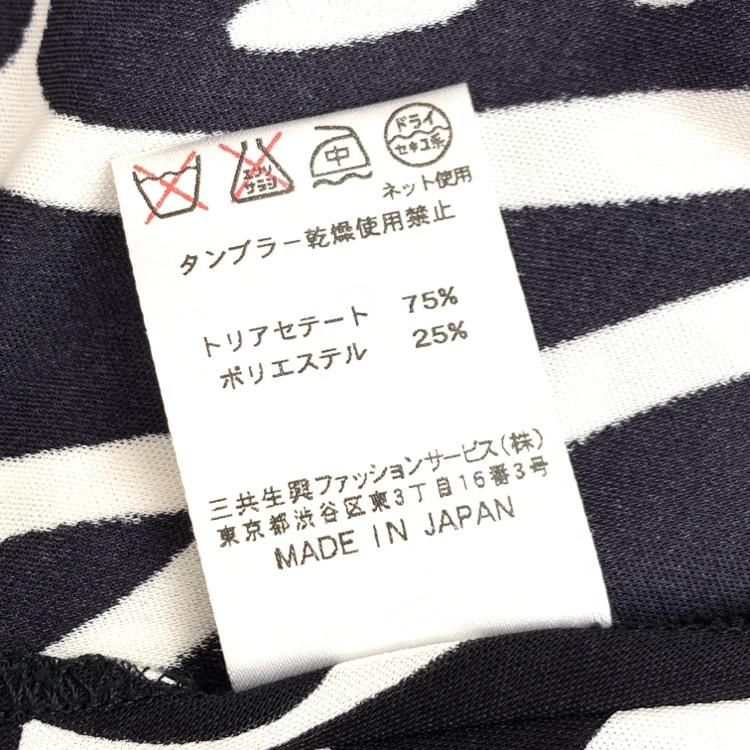 エンソ
サラシ
中
ドライ
セキユ系
ネット使用
タンブラー乾燥使用禁止
トリアセテート 75%
ポリエステル 25%
三共生興ファッションサービス(株)
東京都渋谷区東3丁目16番3号
MADE IN JAPAN